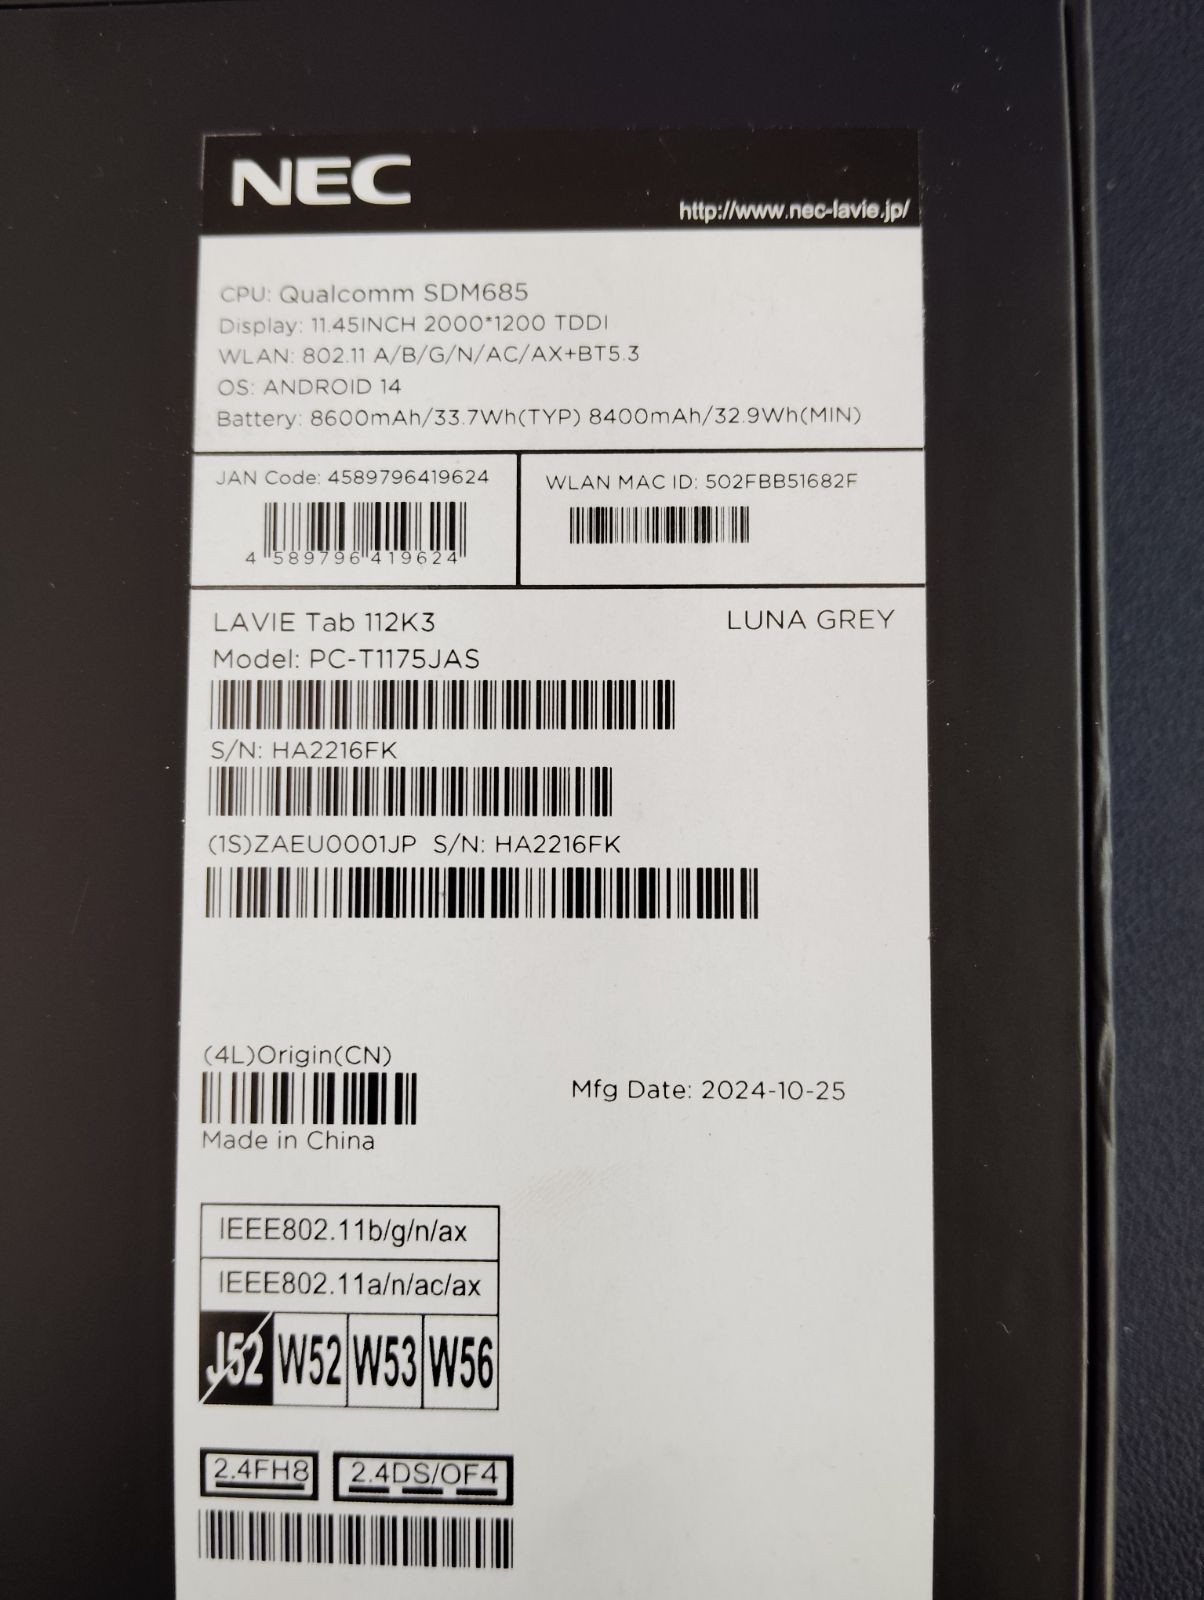 NEC
http://www.nec-lavie.jp/
CPU: Qualcomm SDM685
Display: 11.45INCH 2000*1200 TDDI
WLAN: 802.11 A/B/G/N/AC/AX+BT5.3
OS: ANDROID 14
Battery: 8600mAh/33.7Wh(TYP) 8400mAh/32.9Wh(MIN)
JAN Code: 4589796419624
4 589796 419624
WLAN MAC ID: 502FBB51682F
LAVIE Tab 112K3
LUNA GREY
Model: PC-T1175JAS
S/N: HA2216FK
(1S)ZAEU0001JP S/N: HA2216FK
(4L)Origin(CN)
Mfg Date: 2024-10-25
Made in China
IEEE802.11b/g/n/ax
IEEE802.11a/n/ac/ax
J52 W52 W53 W56
2.4FH8 2.4DS/OF4